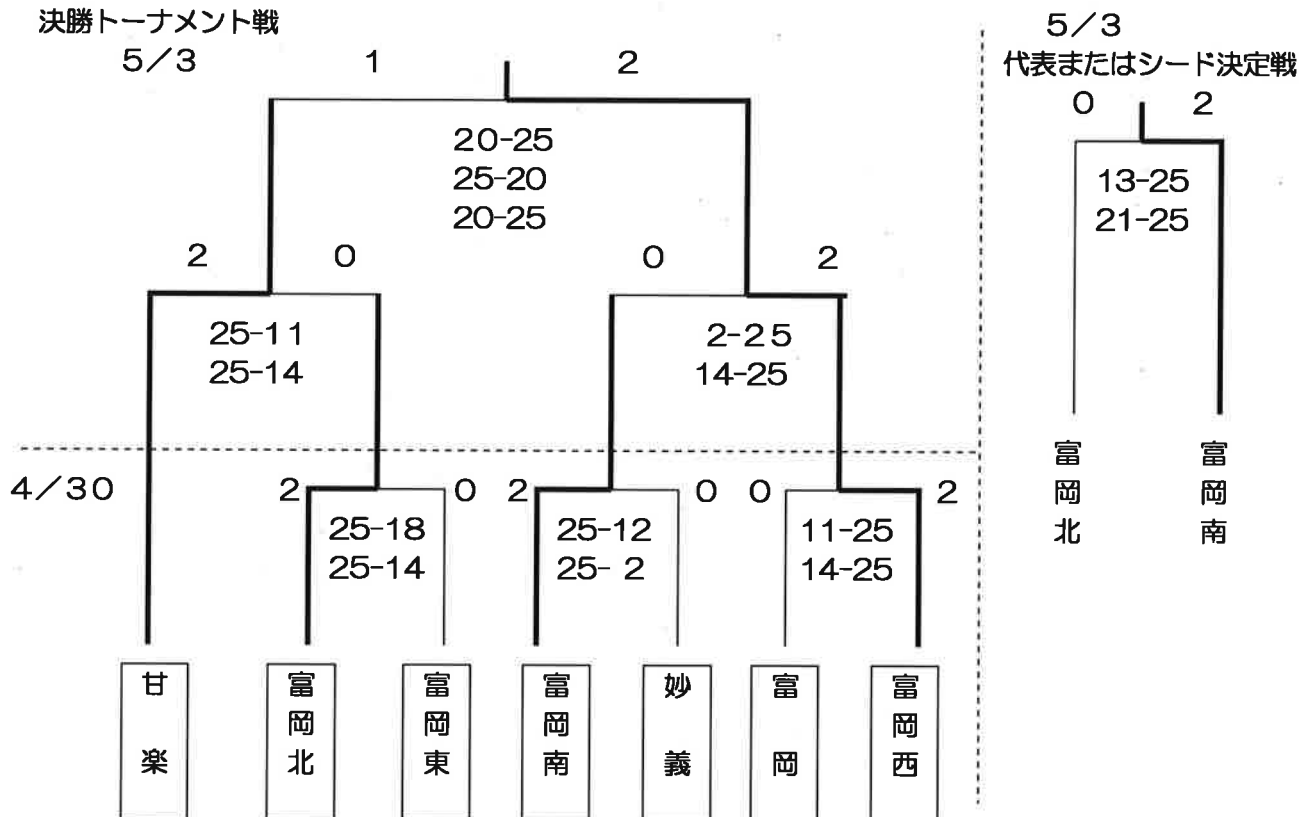 決勝トーナメント戦
5/3
1 2
20-25
25-20
20-25
2 0 0 2
25-11
25-14
2-25
14-25
4/30
2 0 2 0 0 2
25-18
25-14
25-12
25- 2
11-25
14-25
甘楽
富岡北
富岡東
富岡南
妙義
富岡
富岡西
5/3
代表またはシード決定戦
0 2
13-25
21-25
富岡北
富岡南